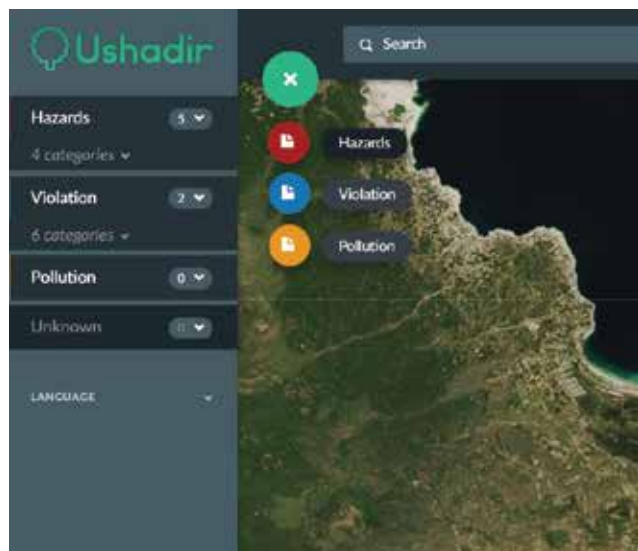 Ushadir
Search
Hazards 5
4 categories
Violation 2
6 categories
Pollution 0
Unknown 0
LANGUAGE
Hazards
Violation
Pollution